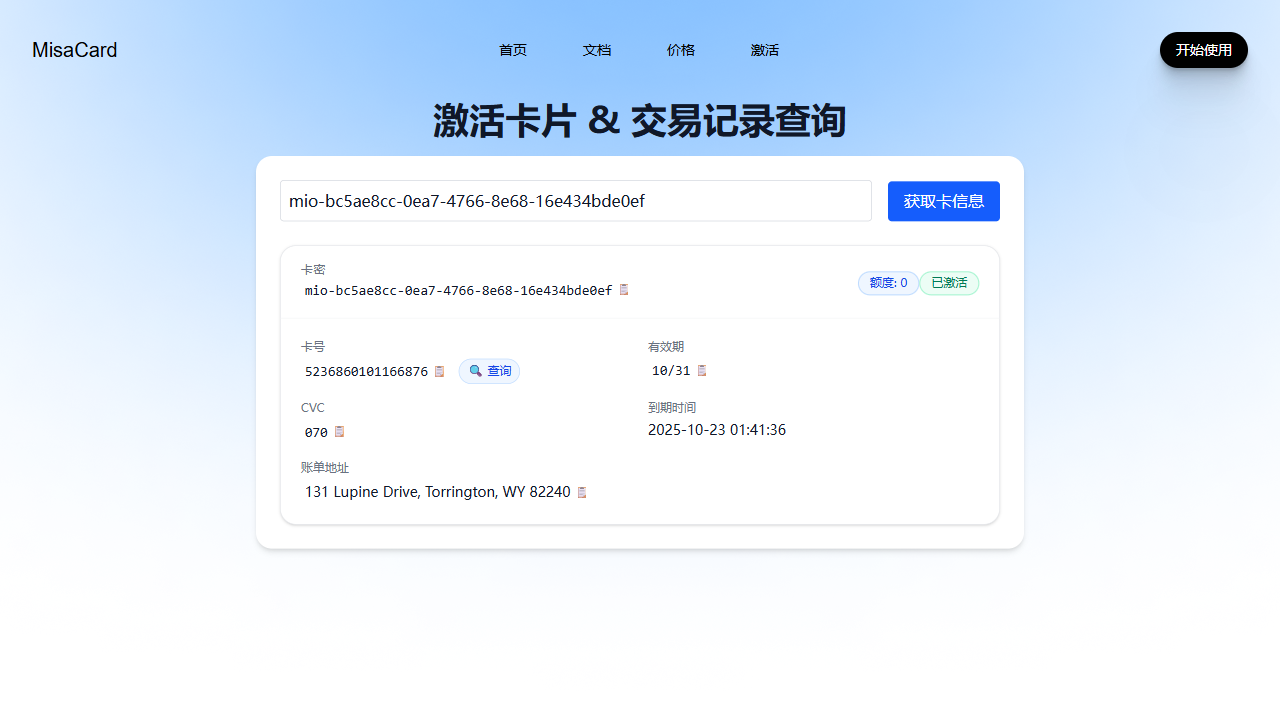 MisaCard
首页
文档
价格
激活
开始使用
激活卡片 & 交易记录查询
mio-bc5ae8cc-0ea7-4766-8e68-16e434bde0ef
获取卡信息
卡密
mio-bc5ae8cc-0ea7-4766-8e68-16e434bde0ef
额度: 0
已激活
卡号
5236860101166876
查询
有效期
10/31
CVC
070
到期时间
2025-10-23 01:41:36
账单地址
131 Lupine Drive, Torrington, WY 82240